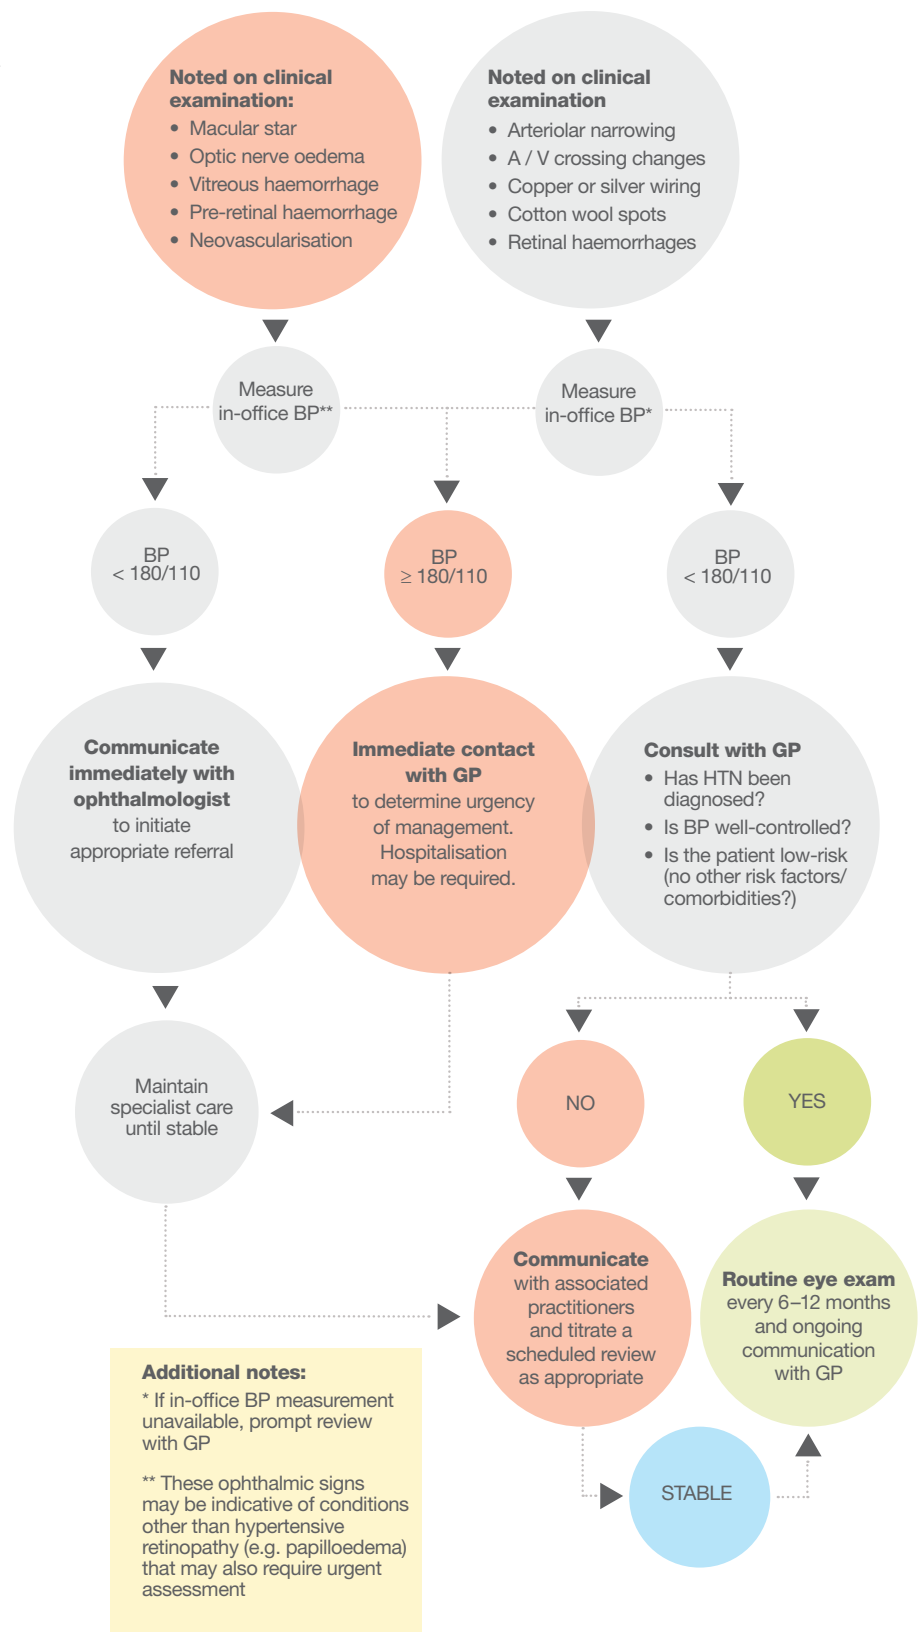 Noted on clinical
examination:
• Macular star
• Optic nerve oedema
• Vitreous haemorrhage
• Pre-retinal haemorrhage
• Neovascularisation
Noted on clinical
examination
• Arteriolar narrowing
• A / V crossing changes
• Copper or silver wiring
• Cotton wool spots
• Retinal haemorrhages
Measure
in-office BP**
Measure
in-office BP*
BP
< 180/110
BP
≥ 180/110
BP
< 180/110
Communicate
immediately with
ophthalmologist
to initiate
appropriate referral
Immediate contact
with GP
to determine urgency
of management.
Hospitalisation
may be required.
Consult with GP
• Has HTN been
diagnosed?
• Is BP well-controlled?
• Is the patient low-risk
(no other risk factors/
comorbidities?)
Maintain
specialist care
until stable
NO
YES
Communicate
with associated
practitioners
and titrate a
scheduled review
as appropriate
Routine eye exam
every 6–12 months
and ongoing
communication
with GP
STABLE
Additional notes:
* If in-office BP measurement
unavailable, prompt review
with GP
** These ophthalmic signs
may be indicative of conditions
other than hypertensive
retinopathy (e.g. papilloedema)
that may also require urgent
assessment